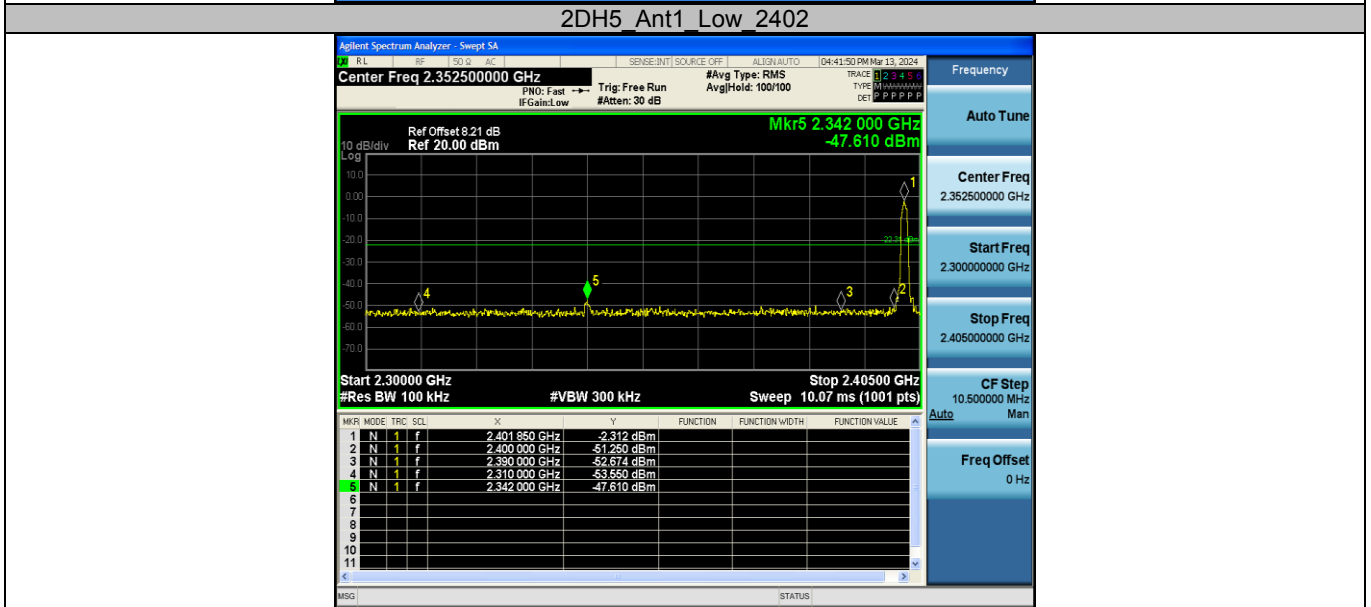 2DH5_Ant1_Low_2402
Agilent Spectrum Analyzer - Swept SA
RL RF 50 Ω AC SENSE:INT SOURCE OFF ALIGNAUTO 04:41:50 PM Mar 13, 2024
Center Freq 2.352500000 GHz
PNO: Fast
IFGain:Low
Trig: Free Run
#Atten: 30 dB
#Avg Type: RMS
Avg|Hold: 100/100
TRACE 1 2 3 4 5 6
TYPE M
DET P P P P P P
Mkr5 2.342 000 GHz
-47.610 dBm
Ref Offset 8.21 dB
10 dB/div Ref 20.00 dBm
Log
10.0
0.00
-10.0
-20.0
-30.0
-40.0
-50.0
-60.0
-70.0
1
5
4
3
2
Start 2.30000 GHz Stop 2.40500 GHz
#Res BW 100 kHz #VBW 300 kHz Sweep 10.07 ms (1001 pts)
MKR MODE TRC SCL X Y FUNCTION FUNCTION WIDTH FUNCTION VALUE
1 N 1 f 2.401 850 GHz -2.312 dBm
2 N 1 f 2.400 000 GHz -51.250 dBm
3 N 1 f 2.390 000 GHz -52.674 dBm
4 N 1 f 2.310 000 GHz -53.550 dBm
5 N 1 f 2.342 000 GHz -47.610 dBm
6
7
8
9
10
11
MSG STATUS
Frequency
Auto Tune
Center Freq
2.352500000 GHz
Start Freq
2.300000000 GHz
Stop Freq
2.405000000 GHz
CF Step
10.500000 MHz
Auto Man
Freq Offset
0 Hz